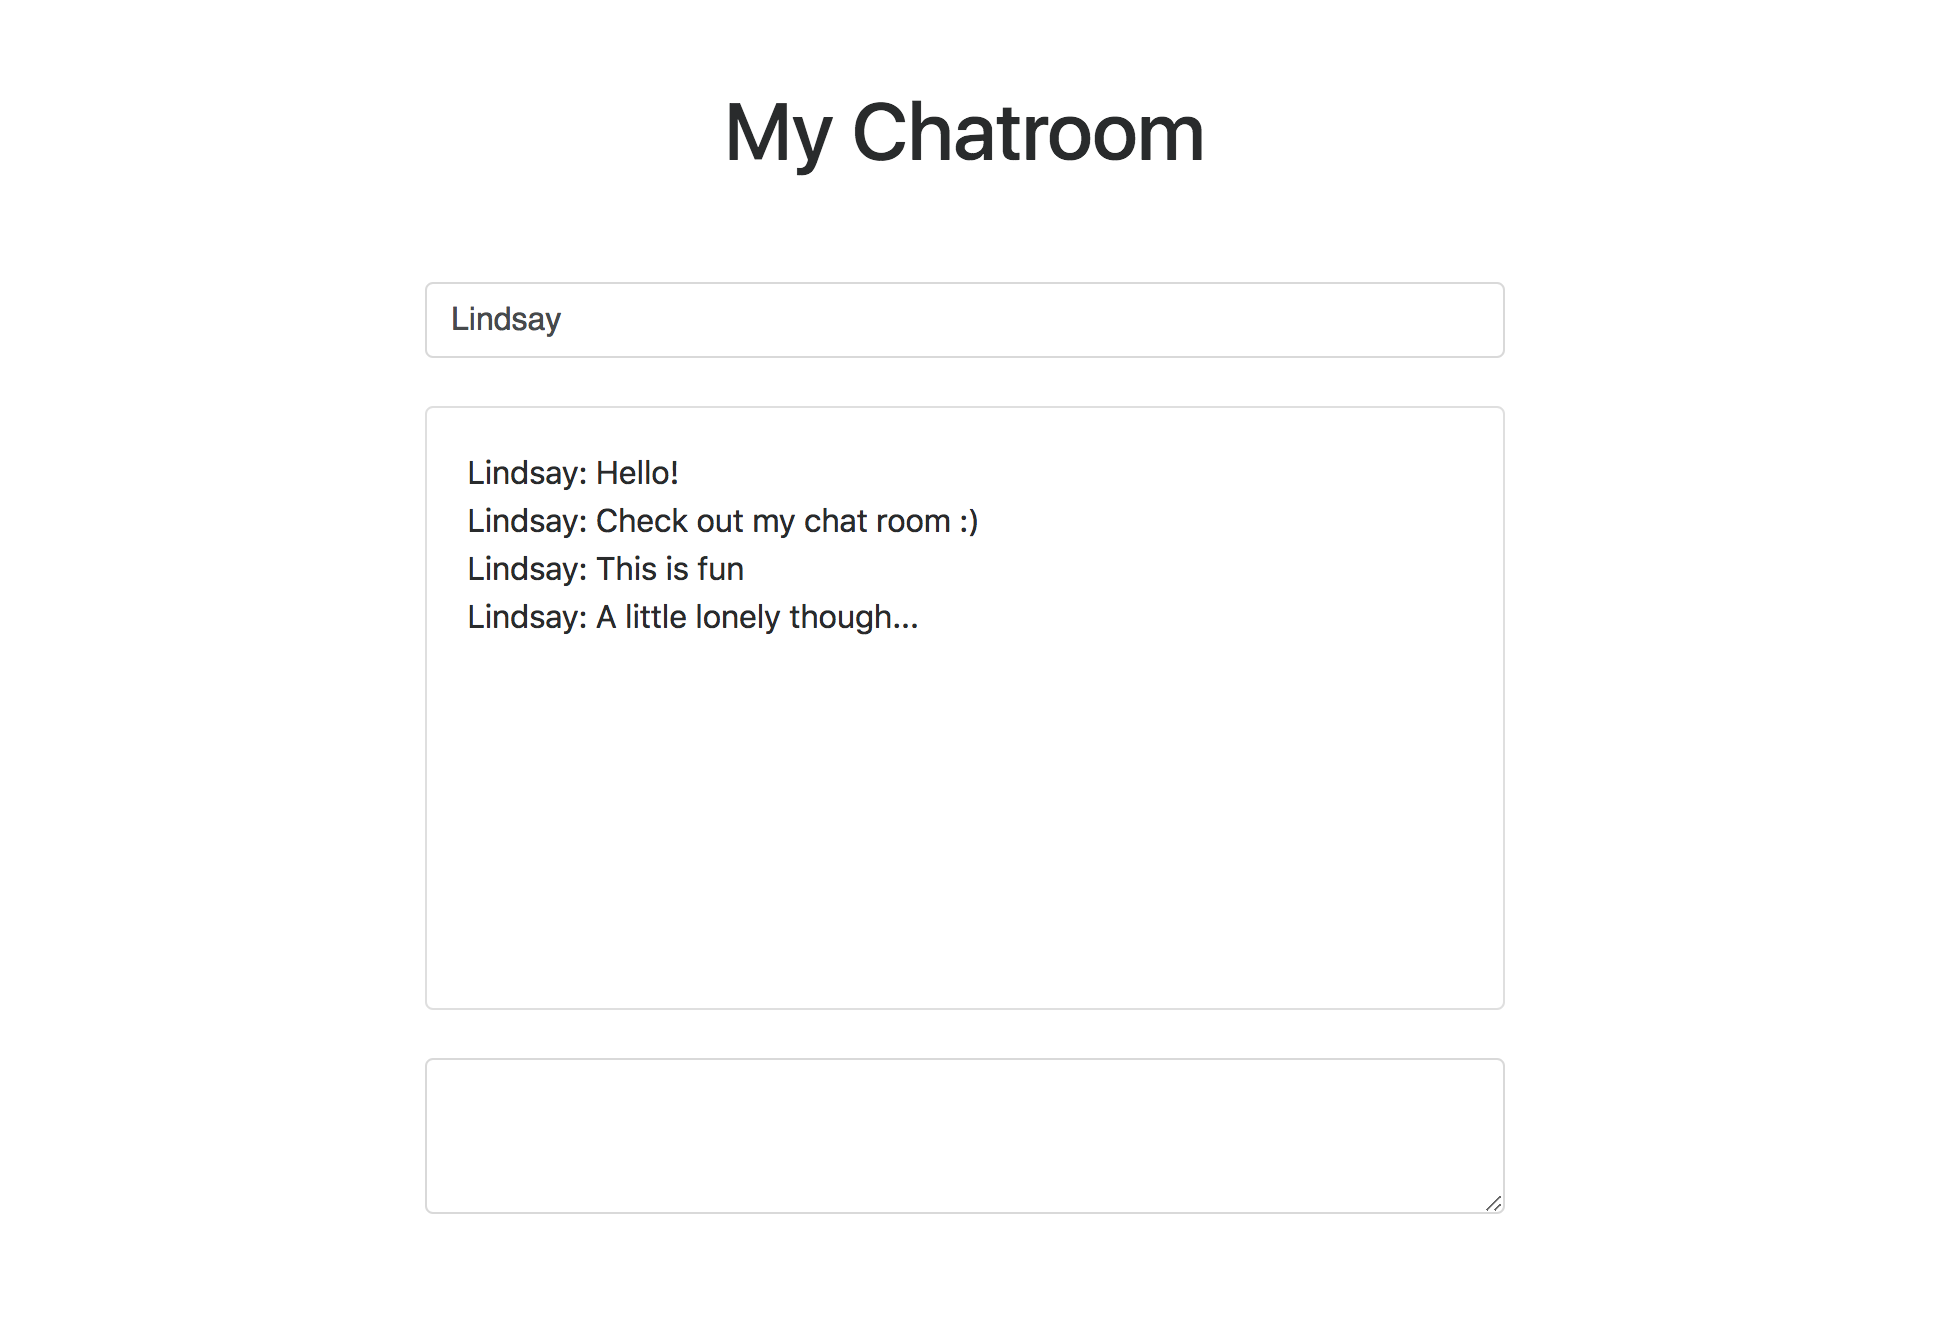 My Chatroom
Lindsay
Lindsay: Hello!
Lindsay: Check out my chat room :)
Lindsay: This is fun
Lindsay: A little lonely though...